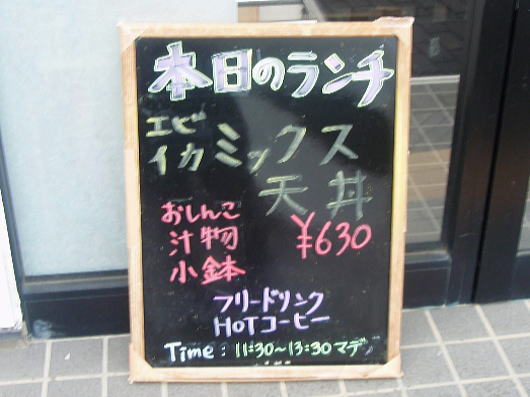 本日のランチ
エビ
イカミックス
天丼
おしんこ
汁物 ¥630
小鉢
フリードリンク
HOTコーヒー
Time：11:30～13:30マデ